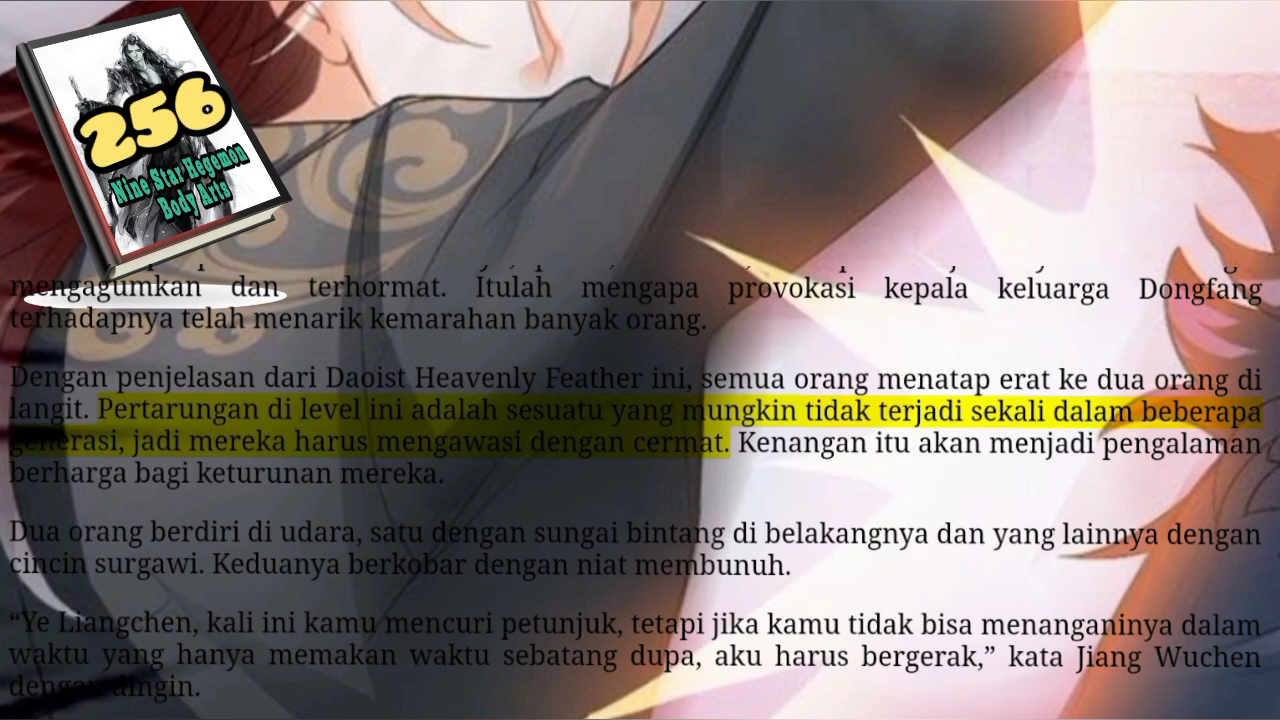 256
Nine Star Hegemon
Body Arts
mengagumkan dan terhormat. Itulah mengapa provokasi kepala keluarga Dongfang
terhadapnya telah menarik kemarahan banyak orang.
Dengan penjelasan dari Daoist Heavenly Feather ini, semua orang menatap erat ke dua orang di
langit. Pertarungan di level ini adalah sesuatu yang mungkin tidak terjadi sekali dalam beberapa
generasi, jadi mereka harus mengawasi dengan cermat. Kenangan itu akan menjadi pengalaman
berharga bagi keturunan mereka.
Dua orang berdiri di udara, satu dengan sungai bintang di belakangnya dan yang lainnya dengan
cincin surgawi. Keduanya berkobar dengan niat membunuh.
“Ye Liangchen, kali ini kamu mencuri petunjuk, tetapi jika kamu tidak bisa menanganinya dalam
waktu yang hanya memakan waktu sebatang dupa, aku harus bergerak,” kata Jiang Wuchen
dengan dingin.